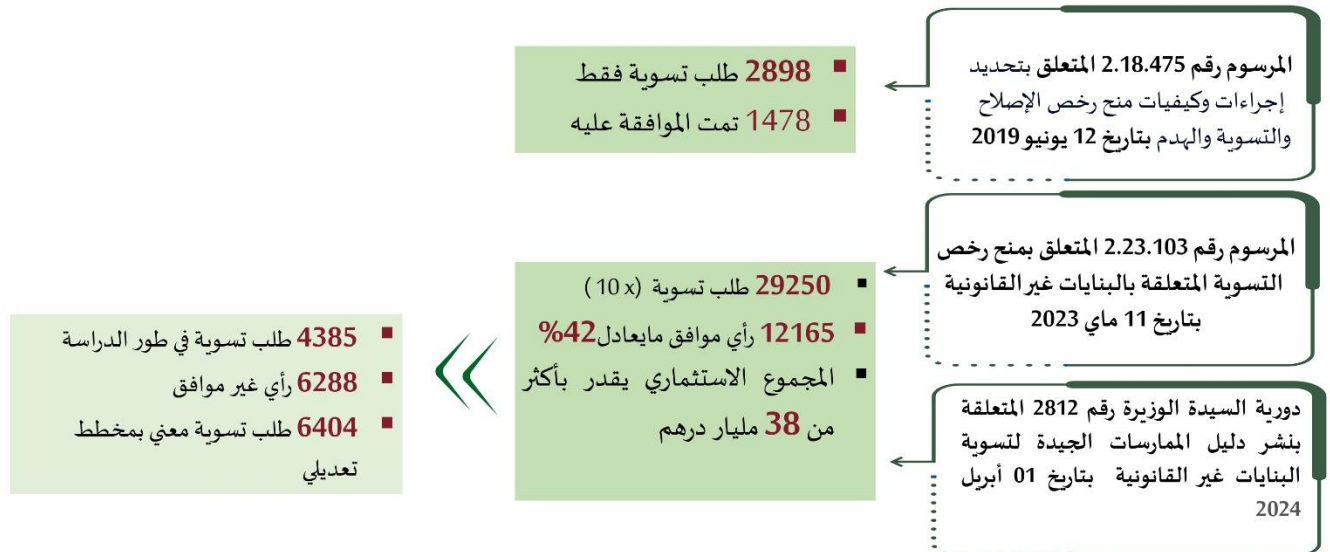 المرسوم رقم 2.18.475 المتعلق بتحديد
إجراءات وكيفيات منح رخص الإصلاح
والتسوية والهدم بتاريخ 12 يونيو 2019
2898 طلب تسوية فقط
1478 تمت الموافقة عليه
المرسوم رقم 2.23.103 المتعلق بمنح رخص
التسوية المتعلقة بالبنايات غير القانونية
بتاريخ 11 ماي 2023
دورية السيدة الوزيرة رقم 2812 المتعلقة
بنشر دليل الممارسات الجيدة لتسوية
البنايات غير القانونية بتاريخ 01 أبريل
2024
29250 طلب تسوية (10 x)
12165 رأي موافق مايعادل42%
المجموع الاستثماري يقدر بأكثر
من 38 مليار درهم
4385 طلب تسوية في طور الدراسة
6288 رأي غير موافق
6404 طلب تسوية معني بمخطط
تعديلي